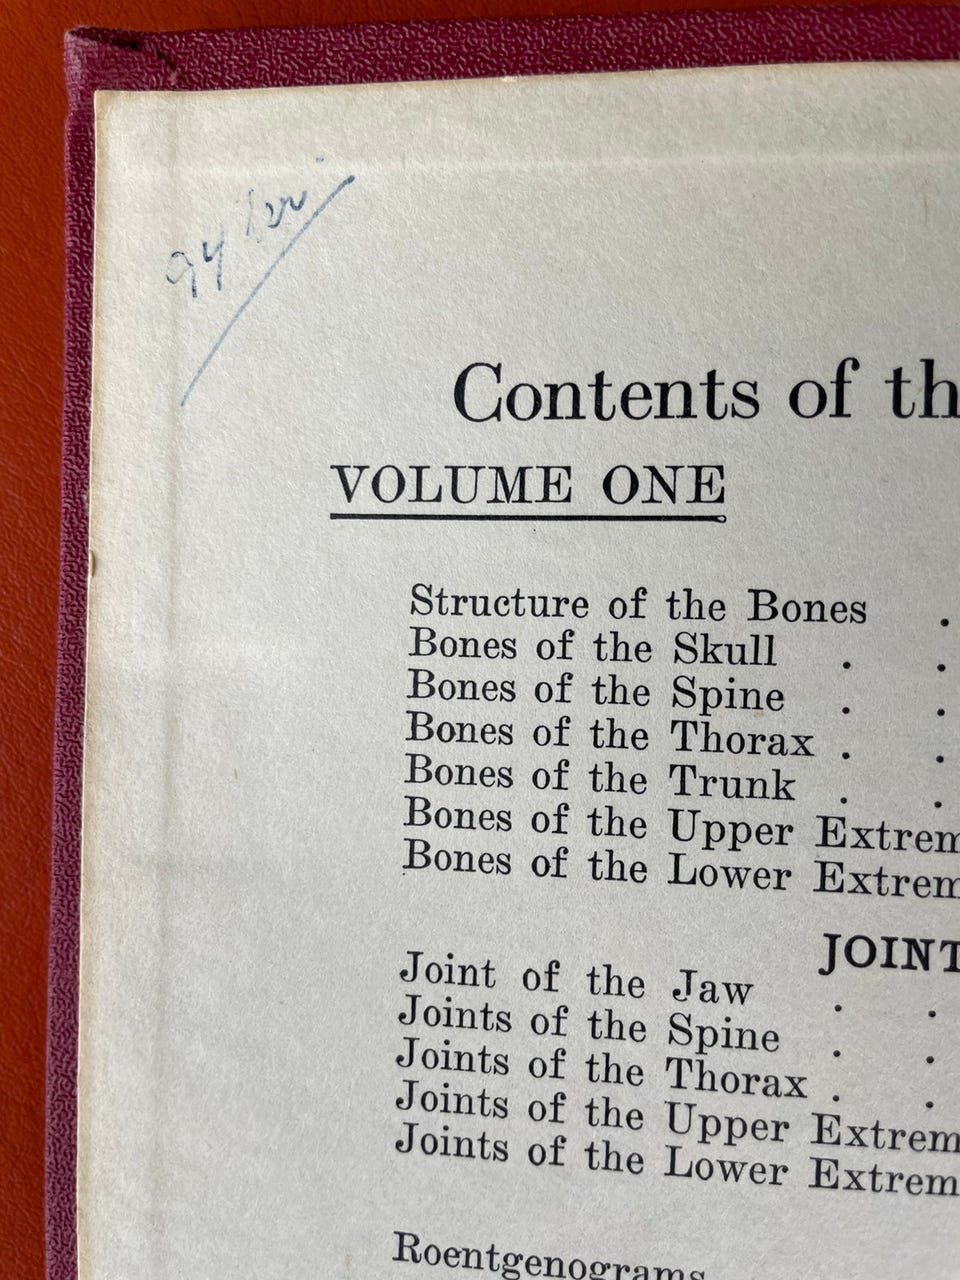 Contents of th
VOLUME ONE
Structure of the Bones . .
Bones of the Skull . .
Bones of the Spine . .
Bones of the Thorax . .
Bones of the Trunk . .
Bones of the Upper Extrem
Bones of the Lower Extrem
JOINT
Joint of the Jaw . .
Joints of the Spine . .
Joints of the Thorax . .
Joints of the Upper Extrem
Joints of the Lower Extrem
Roentgenograms